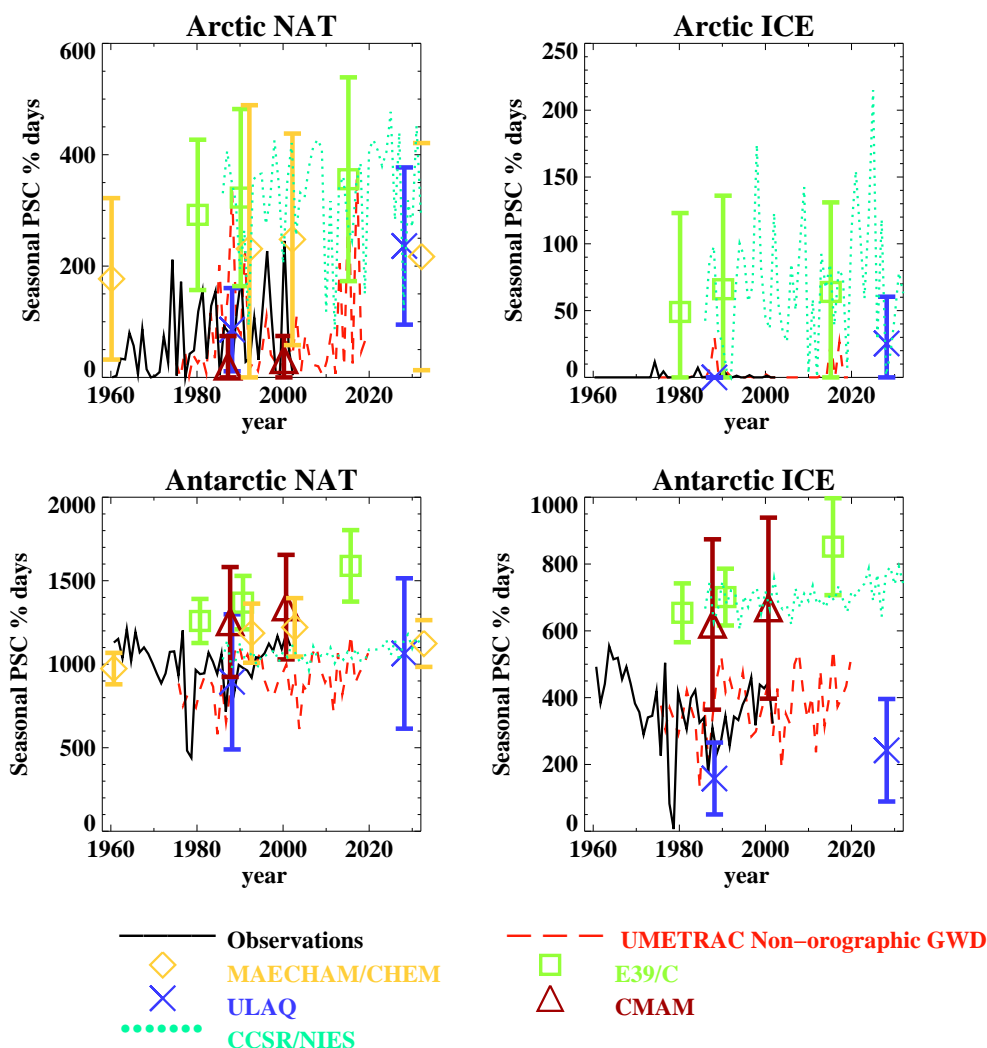 Arctic NAT
Arctic ICE
Seasonal PSC % days
600
400
200
0
1960 1980 2000 2020
year
Seasonal PSC % days
250
200
150
100
50
0
1960 1980 2000 2020
year
Antarctic NAT
Antarctic ICE
Seasonal PSC % days
2000
1500
1000
500
0
1960 1980 2000 2020
year
Seasonal PSC % days
1000
800
600
400
200
0
1960 1980 2000 2020
year
Observations
UMETRAC Non-orographic GWD
MAECHAM/CHEM
E39/C
ULAQ
CMAM
CCSR/NIES